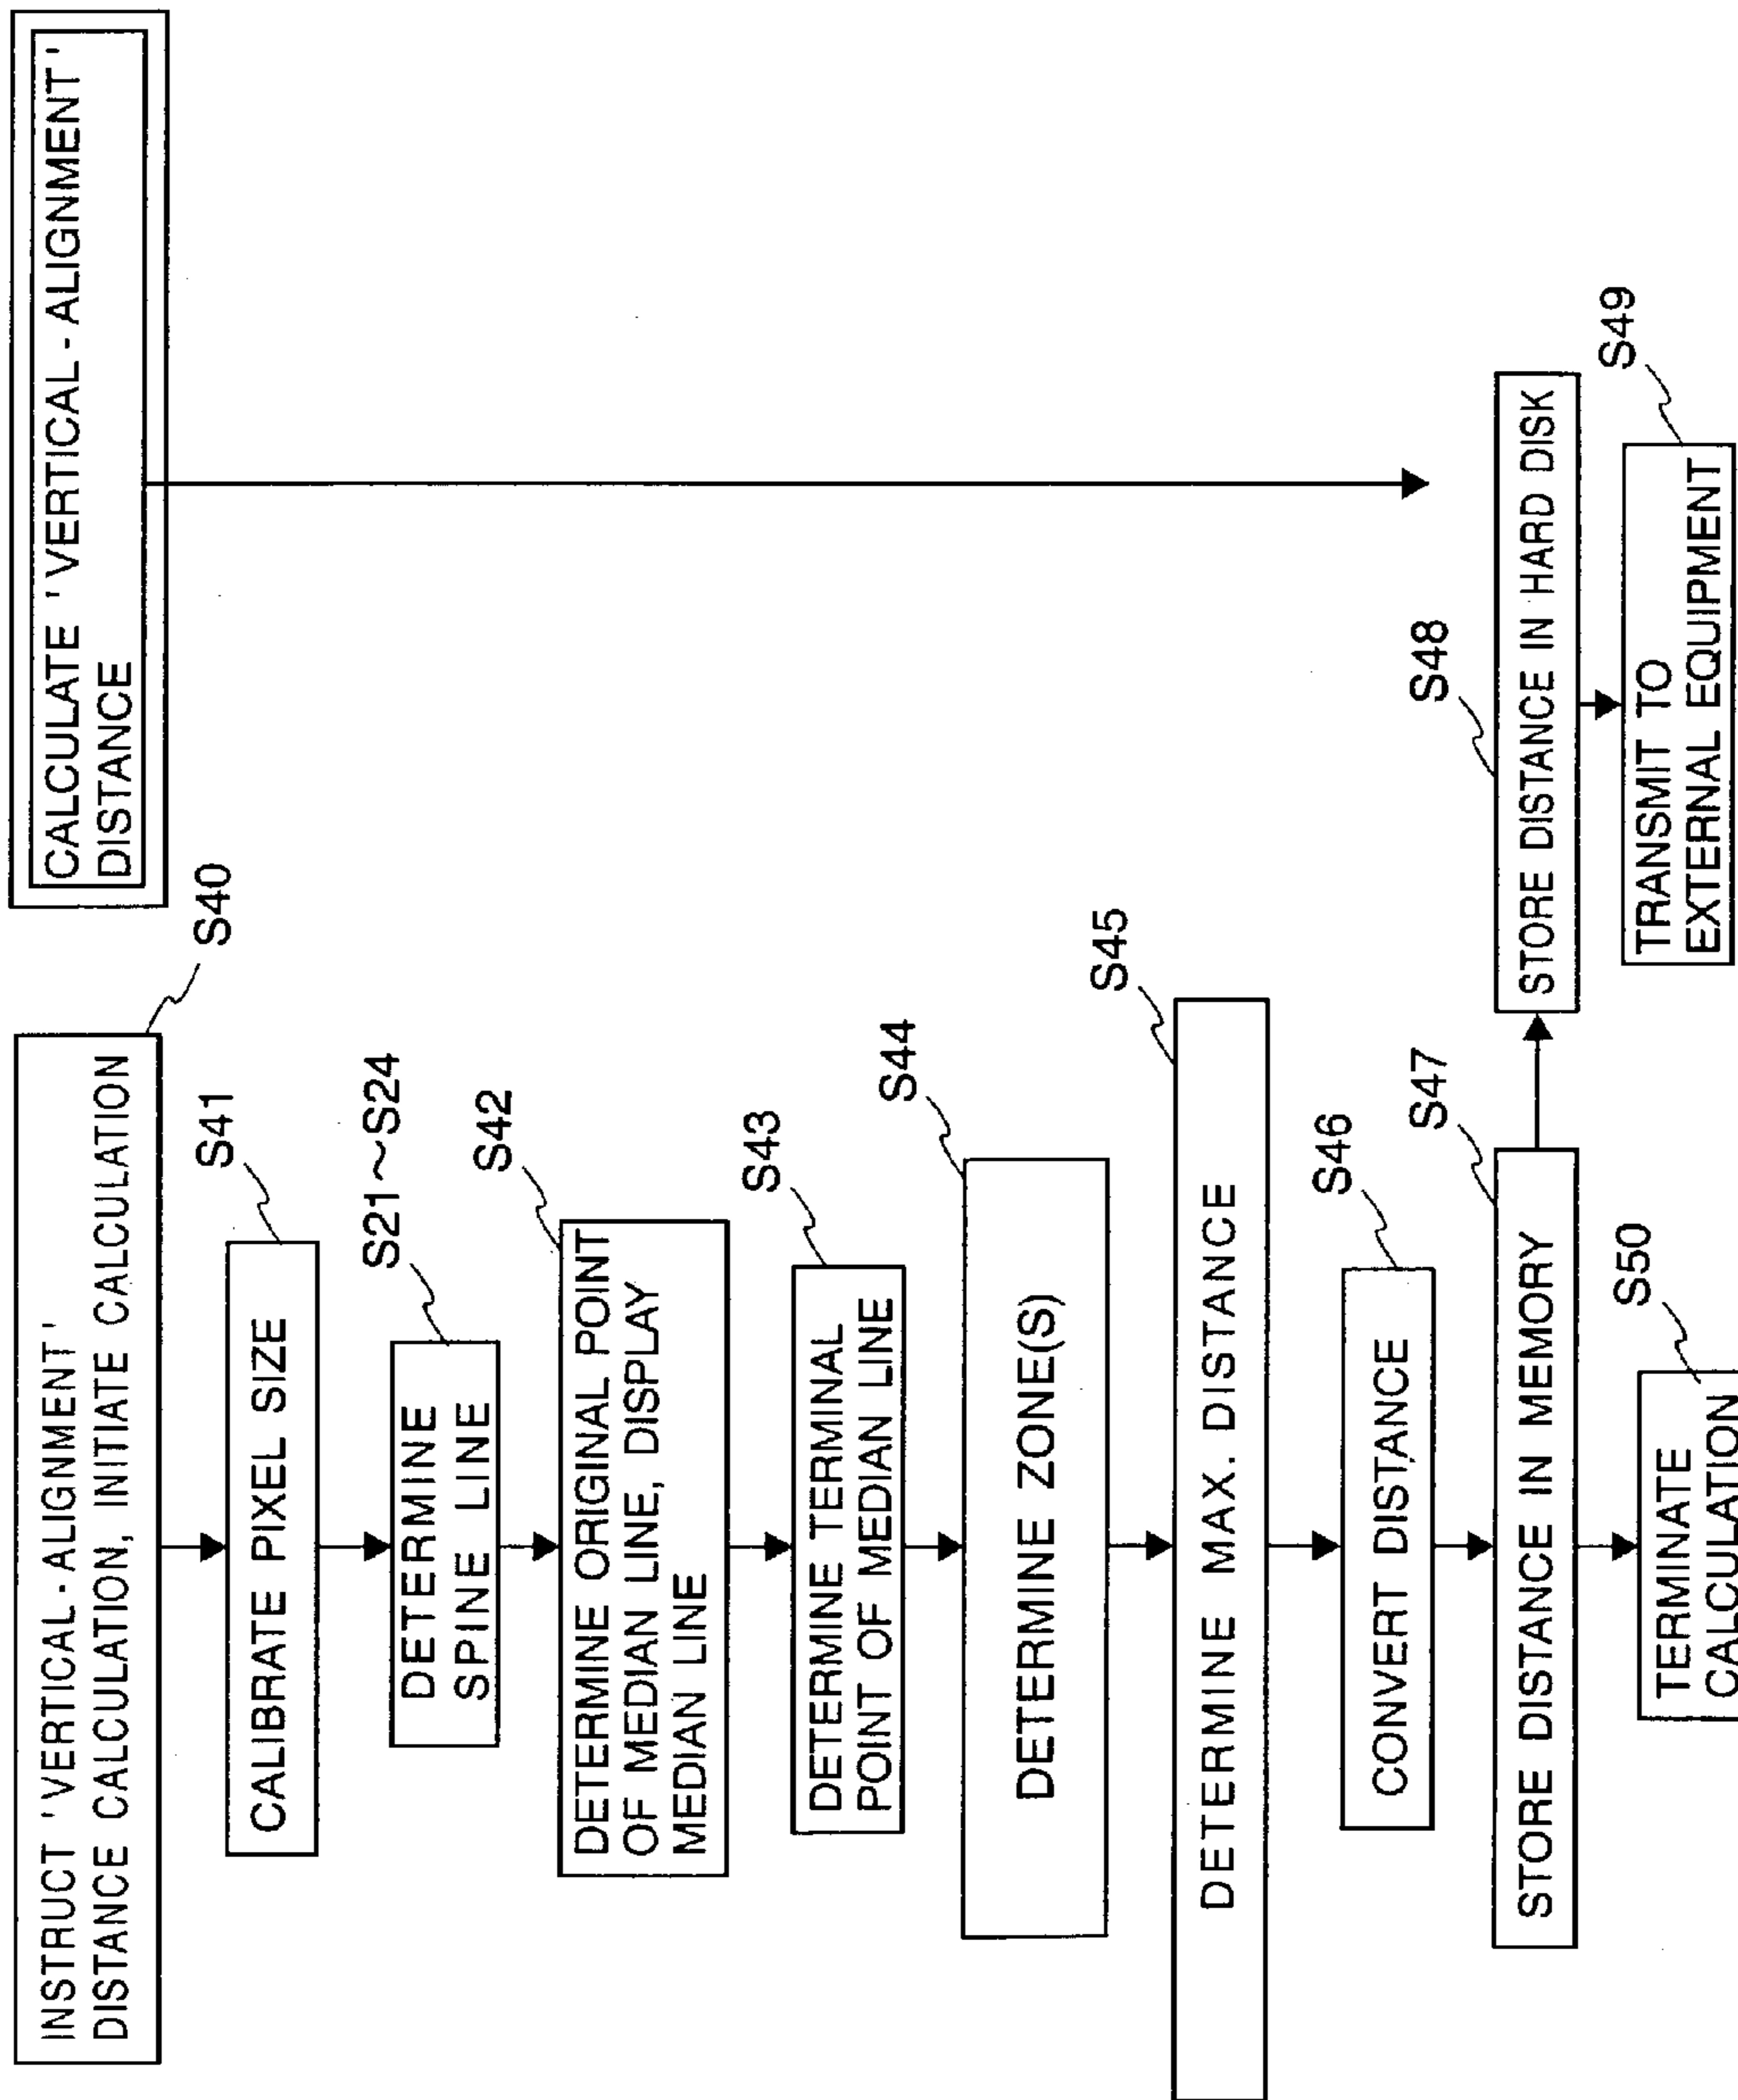 INSTRUCT 'VERTICAL-ALIGNMENT'
DISTANCE CALCULATION, INITIATE CALCULATION
S40
CALCULATE 'VERTICAL-ALIGNMENT'
DISTANCE
CALIBRATE PIXEL SIZE
S41
DETERMINE
SPINE LINE
S21~S24
DETERMINE ORIGINAL POINT
OF MEDIAN LINE, DISPLAY
MEDIAN LINE
S42
DETERMINE TERMINAL
POINT OF MEDIAN LINE
S43
DETERMINE ZONE(S)
S44
DETERMINE MAX. DISTANCE
S45
CONVERT DISTANCE
S46
STORE DISTANCE IN MEMORY
S47
STORE DISTANCE IN HARD DISK
S48
TRANSMIT TO
EXTERNAL EQUIPMENT
S49
TERMINATE
CALCULATION
S50